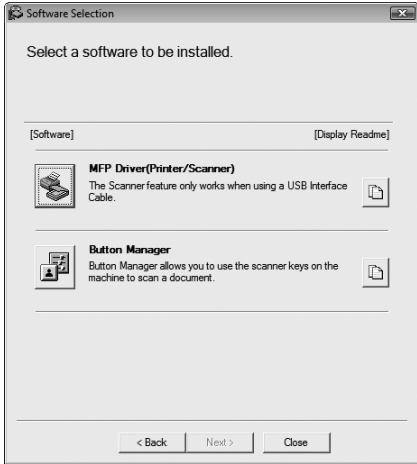 Software Selection
Select a software to be installed.
[Software] [Display Readme]
MFP Driver(Printer/Scanner)
The Scanner feature only works when using a USB Interface
Cable.
Button Manager
Button Manager allows you to use the scanner keys on the
machine to scan a document.
< Back Next > Close